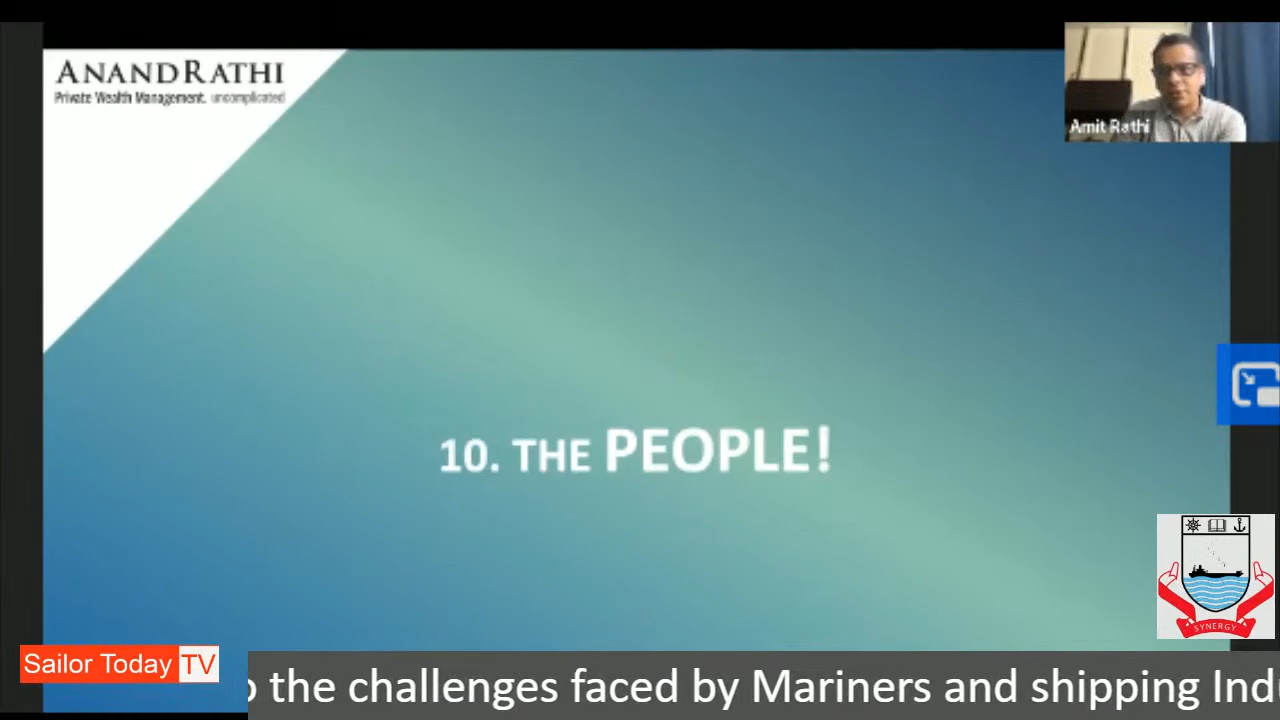 ANANDRATHI
Private Wealth Management. uncomplicated
Amit Rathi
10. THE PEOPLE!
SYNERGY
Sailor Today TV
the challenges faced by Mariners and shipping